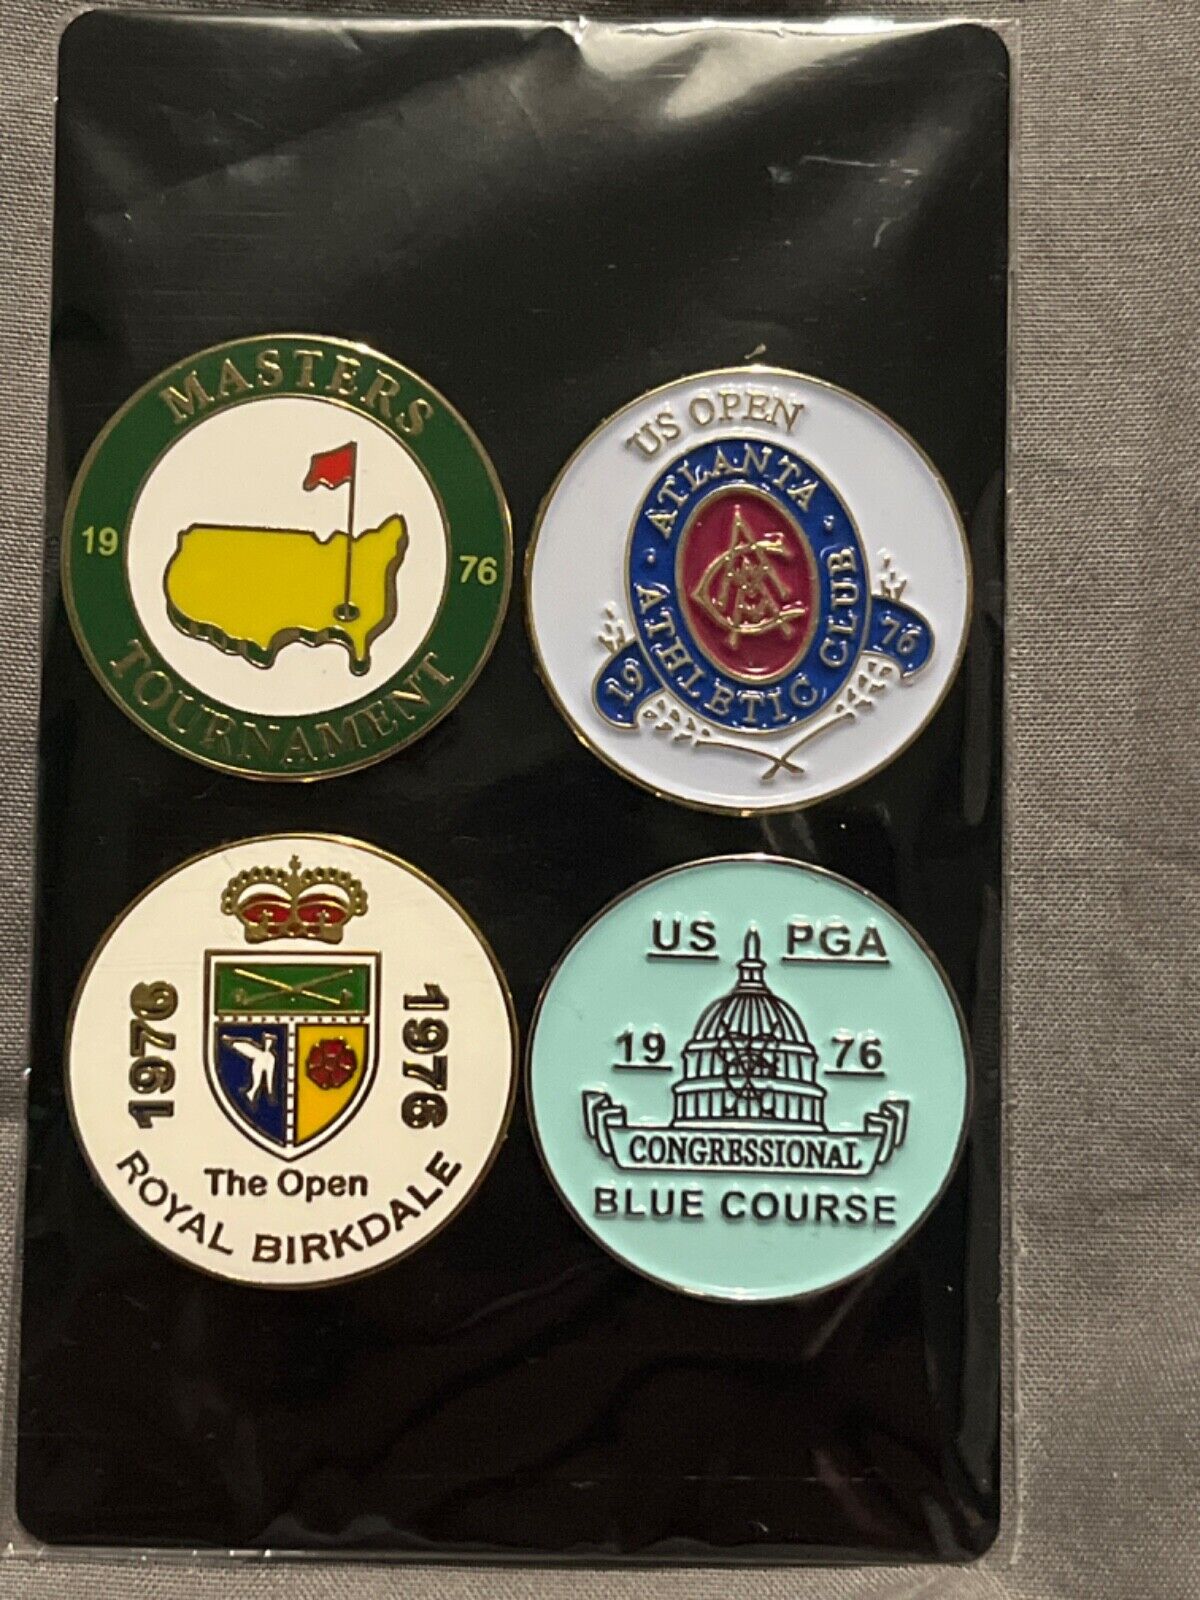 MASTERS
19 76
TOURNAMENT
US OPEN
ATLANTA
ATHLETIC CLUB
AAC
19 76
1976 1976
The Open
ROYAL BIRKDALE
US PGA
19 76
CONGRESSIONAL
BLUE COURSE